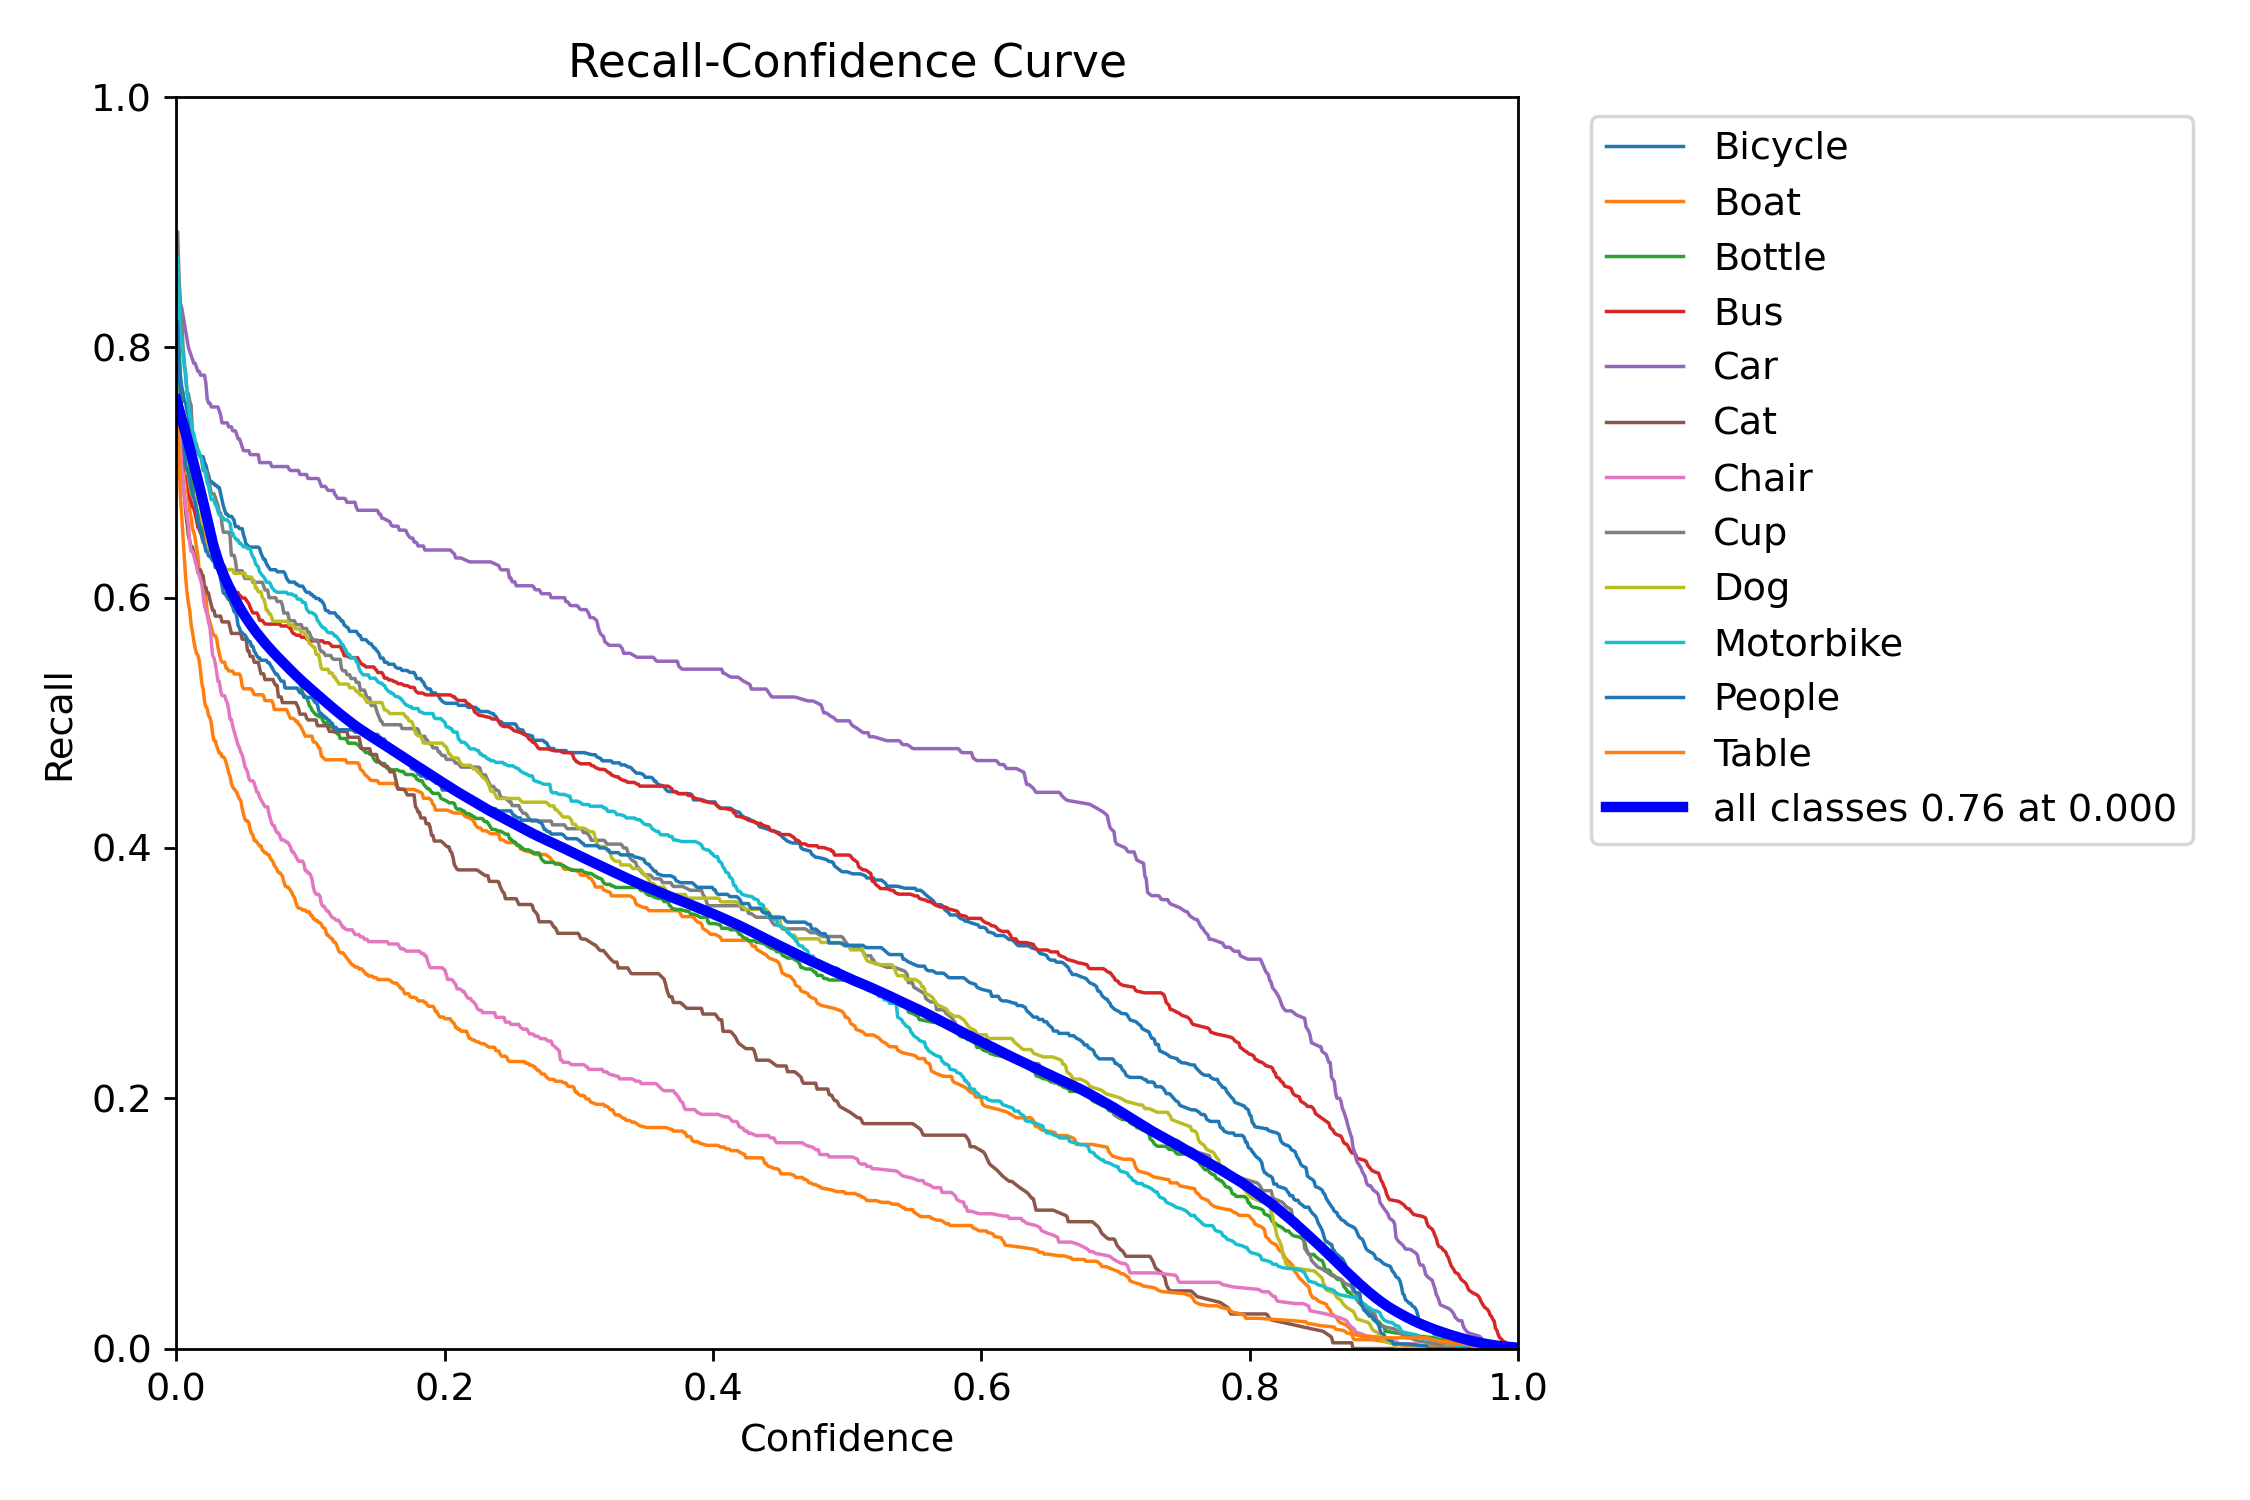 Recall-Confidence Curve
1.0
0.8
0.6
0.4
0.2
0.0
Recall
0.0 0.2 0.4 0.6 0.8 1.0
Confidence
Bicycle
Boat
Bottle
Bus
Car
Cat
Chair
Cup
Dog
Motorbike
People
Table
all classes 0.76 at 0.000